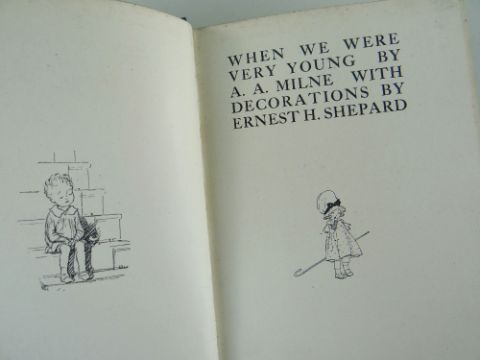 WHEN WE WERE
VERY YOUNG BY
A. A. MILNE WITH
DECORATIONS BY
ERNEST H. SHEPARD